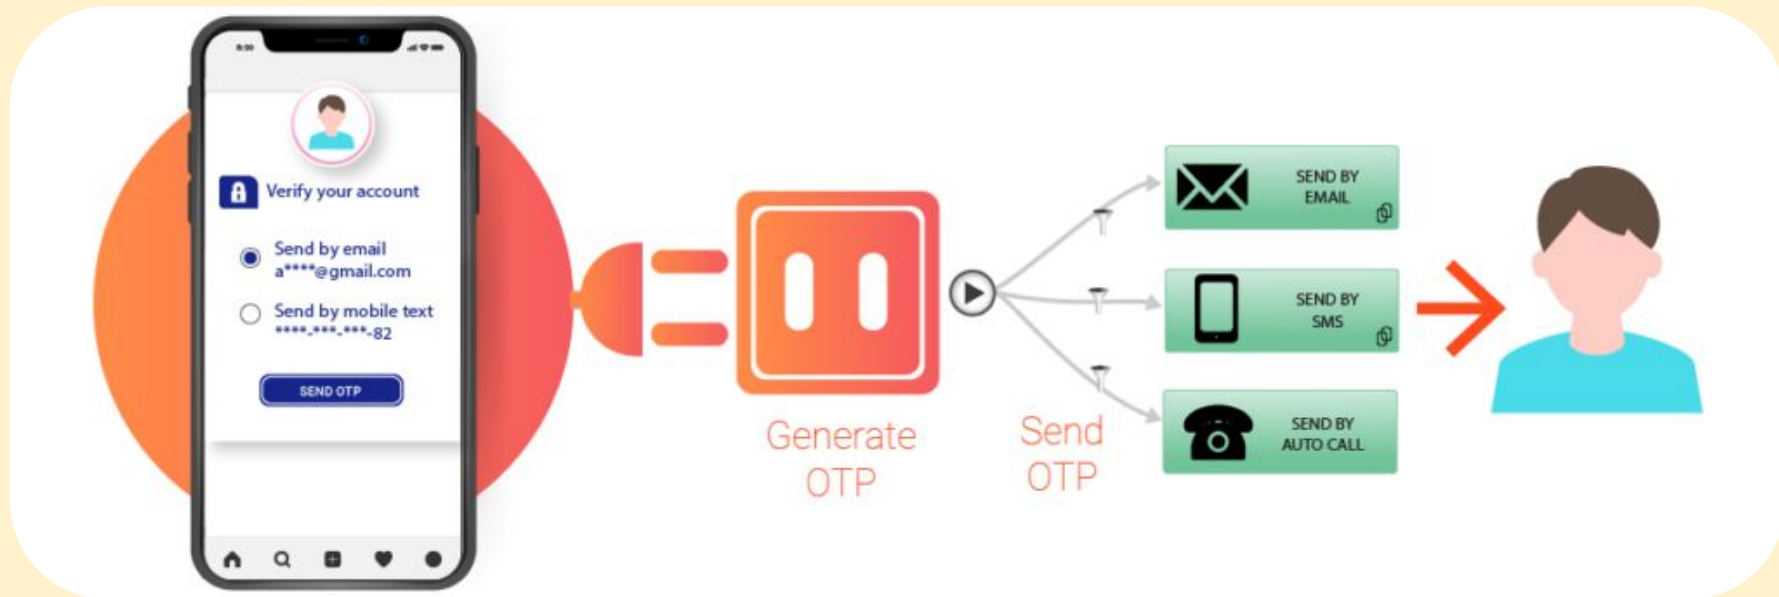 Verify your account
Send by email
a****@gmail.com
Send by mobile text
****-***-***-82
SEND OTP
Generate
OTP
Send
OTP
SEND BY
EMAIL
SEND BY
SMS
SEND BY
AUTO CALL